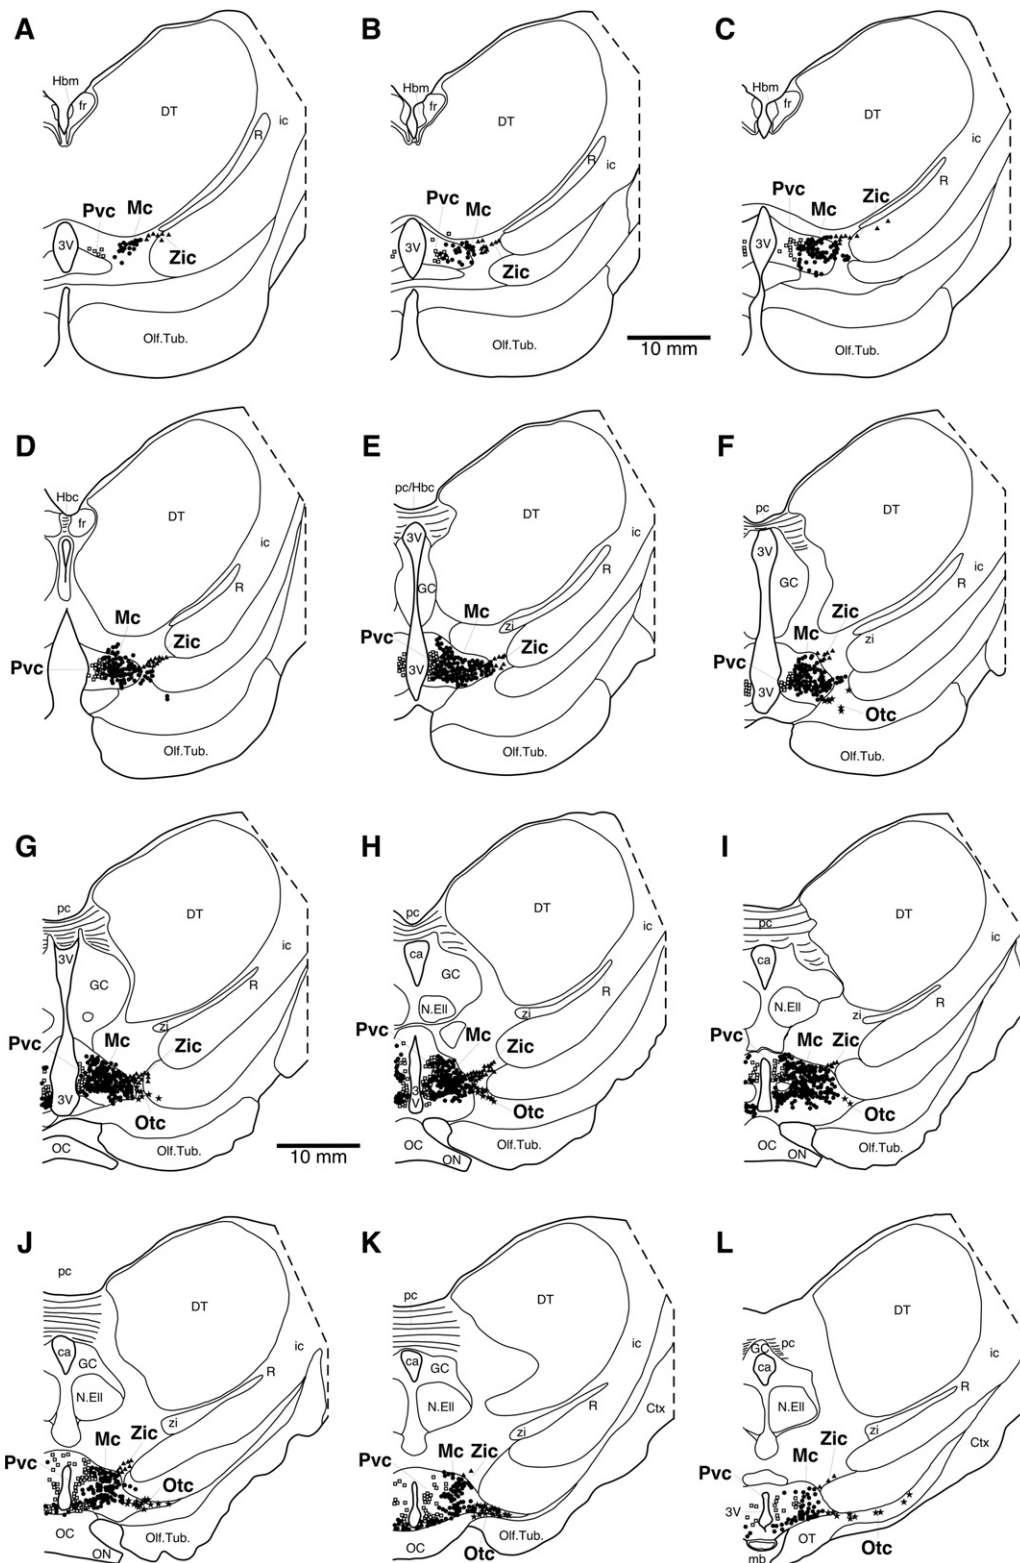 A
Hbm
fr
DT
ic
R
Pvc
Mc
3V
Zic
Olf.Tub.
B
Hbm
fr
DT
R
ic
Pvc
Mc
3V
Zic
Olf.Tub.
10 mm
C
Hbm
fr
DT
ic
R
Pvc
Mc
Zic
3V
Olf.Tub.
D
Hbc
fr
DT
ic
R
Mc
Zic
Pvc
Olf.Tub.
E
pc/Hbc
3V
DT
ic
GC
R
Mc
zi
Zic
Pvc
3V
Olf.Tub.
F
pc
3V
DT
ic
GC
R
Zic
Mc
zi
Pvc
3V
Otc
Olf.Tub.
G
pc
3V
DT
ic
GC
R
zi
Pvc
Mc
Zic
3V
Otc
OC
Olf.Tub.
10 mm
H
pc
ca
DT
ic
GC
R
N.Ell
zi
Pvc
Mc
Zic
3V
Otc
OC
ON
Olf.Tub.
I
pc
ca
DT
ic
N.Ell
R
zi
Pvc
Mc
Zic
Otc
OC
ON
Olf.Tub.
J
pc
DT
ca
GC
ic
R
N.Ell
zi
Pvc
Mc
Zic
Otc
OC
ON
Olf.Tub.
K
pc
DT
ca
GC
ic
R
N.Ell
Ctx
zi
Mc
Zic
Pvc
OC
Olf.Tub.
Otc
L
DT
GC
pc
ca
ic
R
N.Ell
zi
Ctx
Mc
Zic
Pvc
3V
OT
mb
Otc